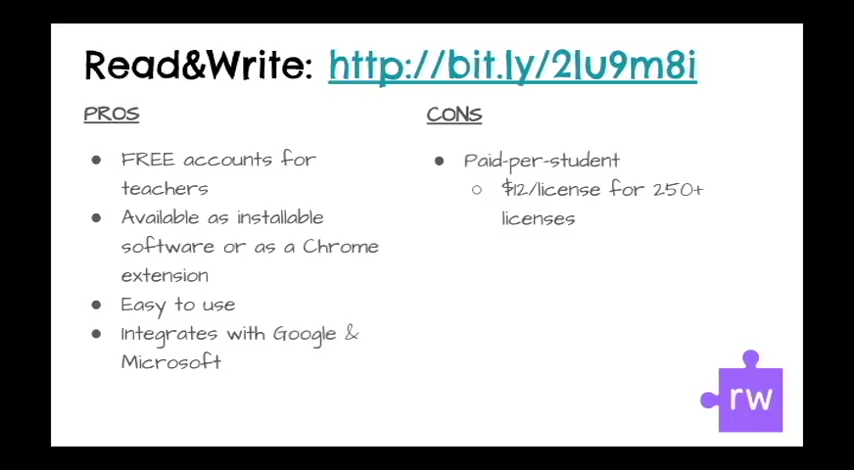 Read&Write: http://bit.ly/2lu9m8i
PROS
FREE accounts for
teachers
Available as installable
software or as a Chrome
extension
Easy to use
Integrates with Google &
Microsoft
CONS
Paid-per-student
$12/license for 250+
licenses
rw